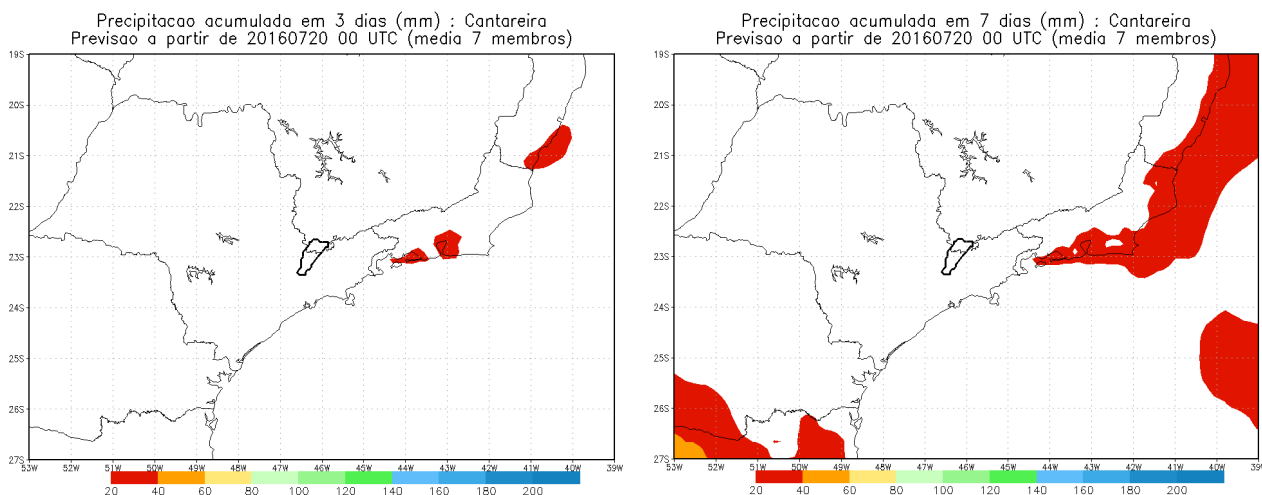 Precipitacao acumulada em 3 dias (mm) : Cantareira
Previsao a partir de 20160720 00 UTC (media 7 membros)
19S
20S
21S
22S
23S
24S
25S
26S
27S
53W 52W 51W 50W 49W 48W 47W 46W 45W 44W 43W 42W 41W 40W 39W
20 40 60 80 100 120 140 160 180 200
Precipitacao acumulada em 7 dias (mm) : Cantareira
Previsao a partir de 20160720 00 UTC (media 7 membros)
19S
20S
21S
22S
23S
24S
25S
26S
27S
53W 52W 51W 50W 49W 48W 47W 46W 45W 44W 43W 42W 41W 40W 39W
20 40 60 80 100 120 140 160 180 200